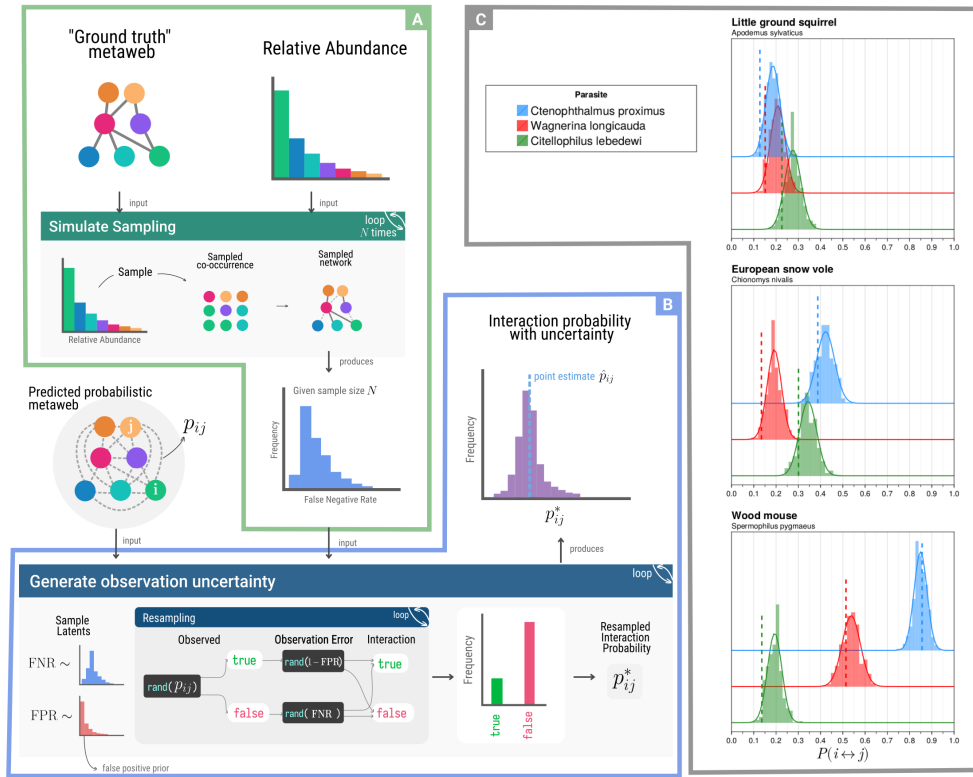 A
"Ground truth"
metaweb
Relative Abundance
input
input
Simulate Sampling
loop
N times
Sample
Sampled
co-occurrence
Sampled
network
Relative Abundance
produces
Given sample size N
Frequency
False Negative Rate
Predicted probabilistic
metaweb
j
i
p_ij
input
input
B
Interaction probability
with uncertainty
point estimate p̂_ij
Frequency
p*_ij
produces
Generate observation uncertainty
loop
Sample
Latents
FNR ∼
FPR ∼
false positive prior
Resampling
loop
Observed
Observation Error
Interaction
rand(p_ij)
true
rand(1−FPR)
true
false
rand( FNR )
false
Frequency
true
false
Resampled
Interaction
Probability
p*_ij
C
Parasite
Ctenophthalmus proximus
Wagnerina longicauda
Citellophilus lebedewi
Little ground squirrel
Apodemus sylvaticus
0.0 0.1 0.2 0.3 0.4 0.5 0.6 0.7 0.8 0.9 1.0
European snow vole
Chionomys nivalis
0.0 0.1 0.2 0.3 0.4 0.5 0.6 0.7 0.8 0.9 1.0
Wood mouse
Spermophilus pygmaeus
0.0 0.1 0.2 0.3 0.4 0.5 0.6 0.7 0.8 0.9 1.0
P(i↔j)